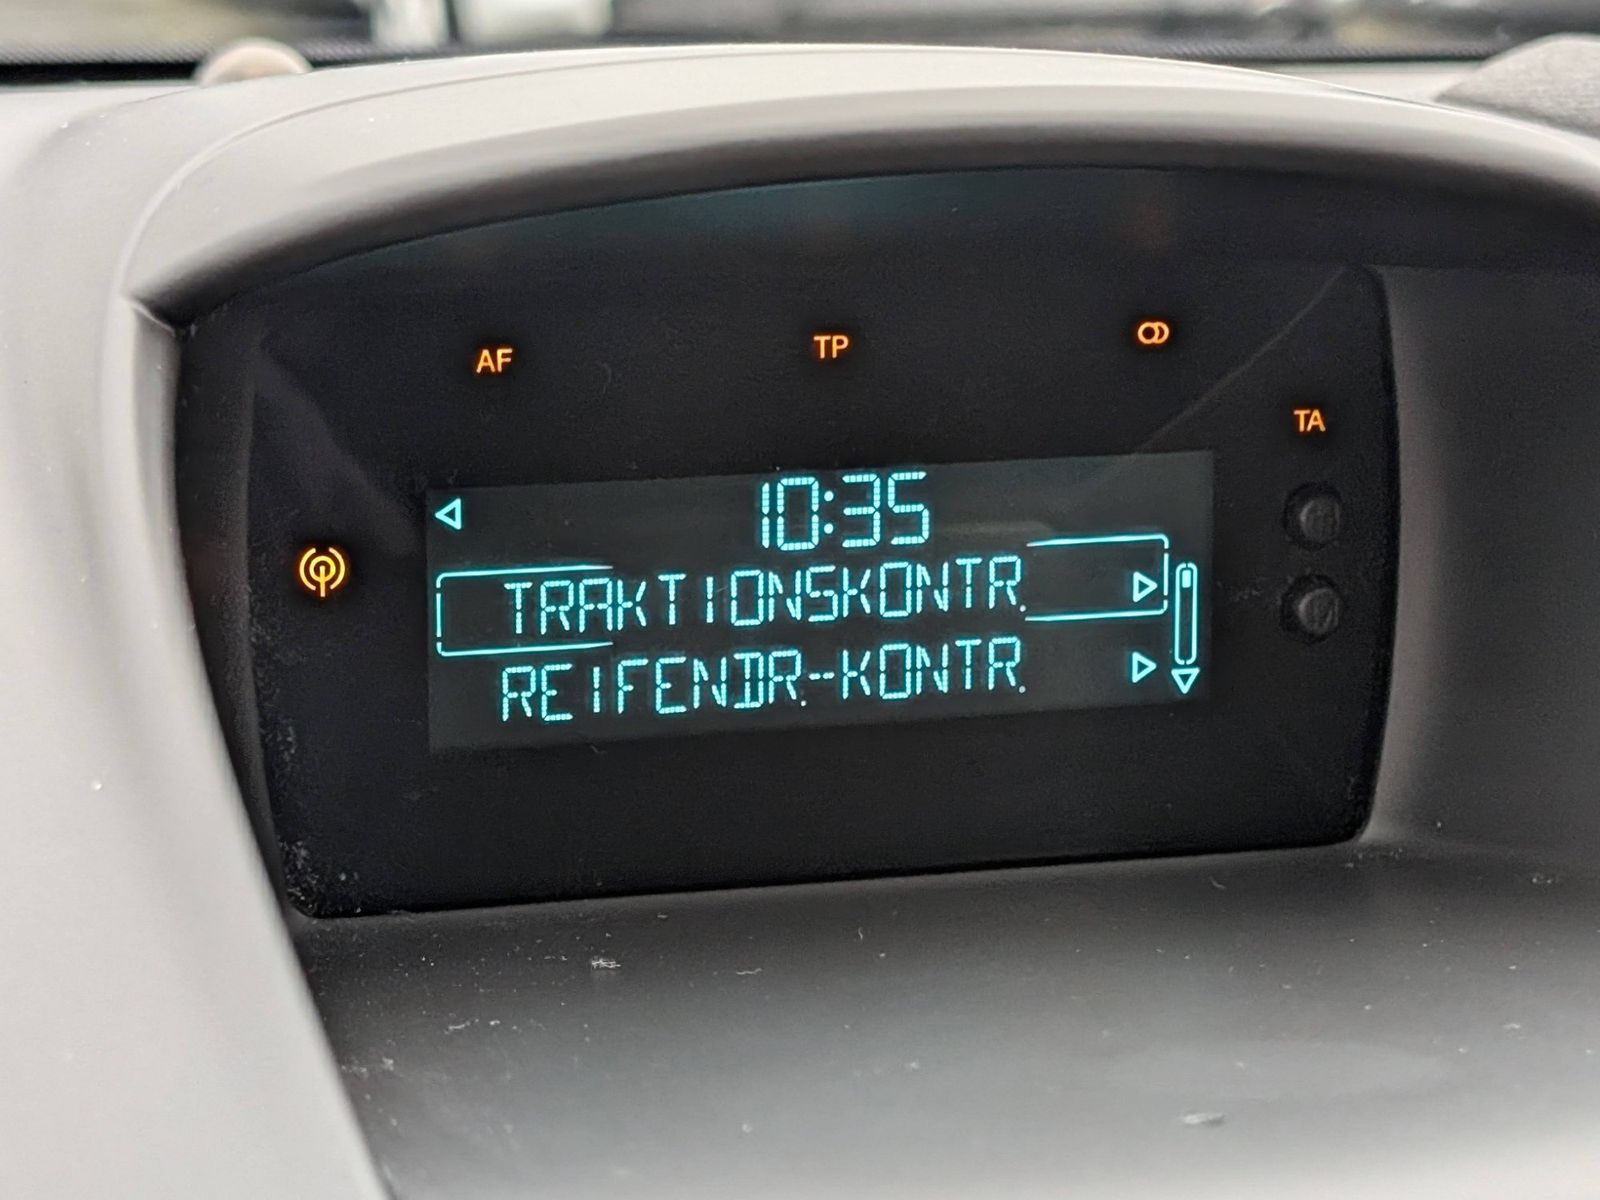 AF
TP
TA
10:35
TRAKTIONSKONTR.
REIFENDR.-KONTR.